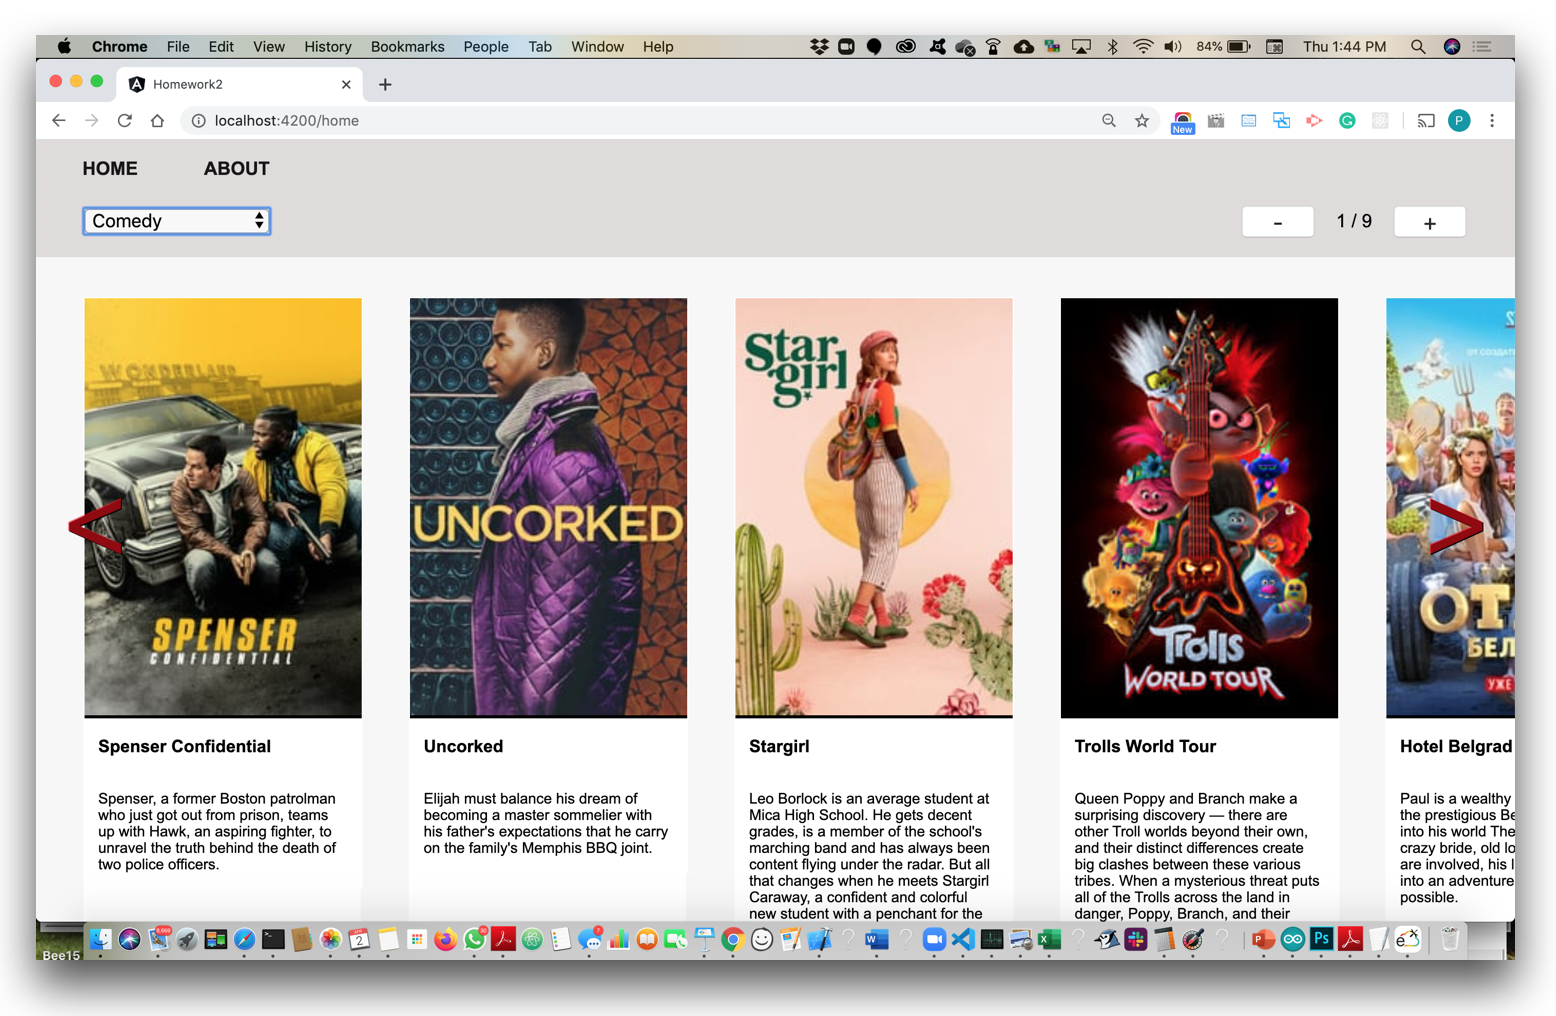 Chrome File Edit View History Bookmarks People Tab Window Help 84% Thu 1:44 PM
Homework2
localhost:4200/home
New
P
HOME ABOUT
Comedy
- 1 / 9 +
WONDERLAND
SPENSER
CONFIDENTIAL
UNCORKED
Star
girl
Trolls
WORLD TOUR
ОТ СОЗДАТ
ОТ
БЕЛ
УЖЕ
< >
Spenser Confidential
Spenser, a former Boston patrolman
who just got out from prison, teams
up with Hawk, an aspiring fighter, to
unravel the truth behind the death of
two police officers.
Uncorked
Elijah must balance his dream of
becoming a master sommelier with
his father's expectations that he carry
on the family's Memphis BBQ joint.
Stargirl
Leo Borlock is an average student at
Mica High School. He gets decent
grades, is a member of the school's
marching band and has always been
content flying under the radar. But all
that changes when he meets Stargirl
Caraway, a confident and colorful
new student with a penchant for the
Trolls World Tour
Queen Poppy and Branch make a
surprising discovery — there are
other Troll worlds beyond their own,
and their distinct differences create
big clashes between these various
tribes. When a mysterious threat puts
all of the Trolls across the land in
danger, Poppy, Branch, and their
Hotel Belgrad
Paul is a wealthy
the prestigious Be
into his world The
crazy bride, old lo
are involved, his l
into an adventure
possible.
Bee15